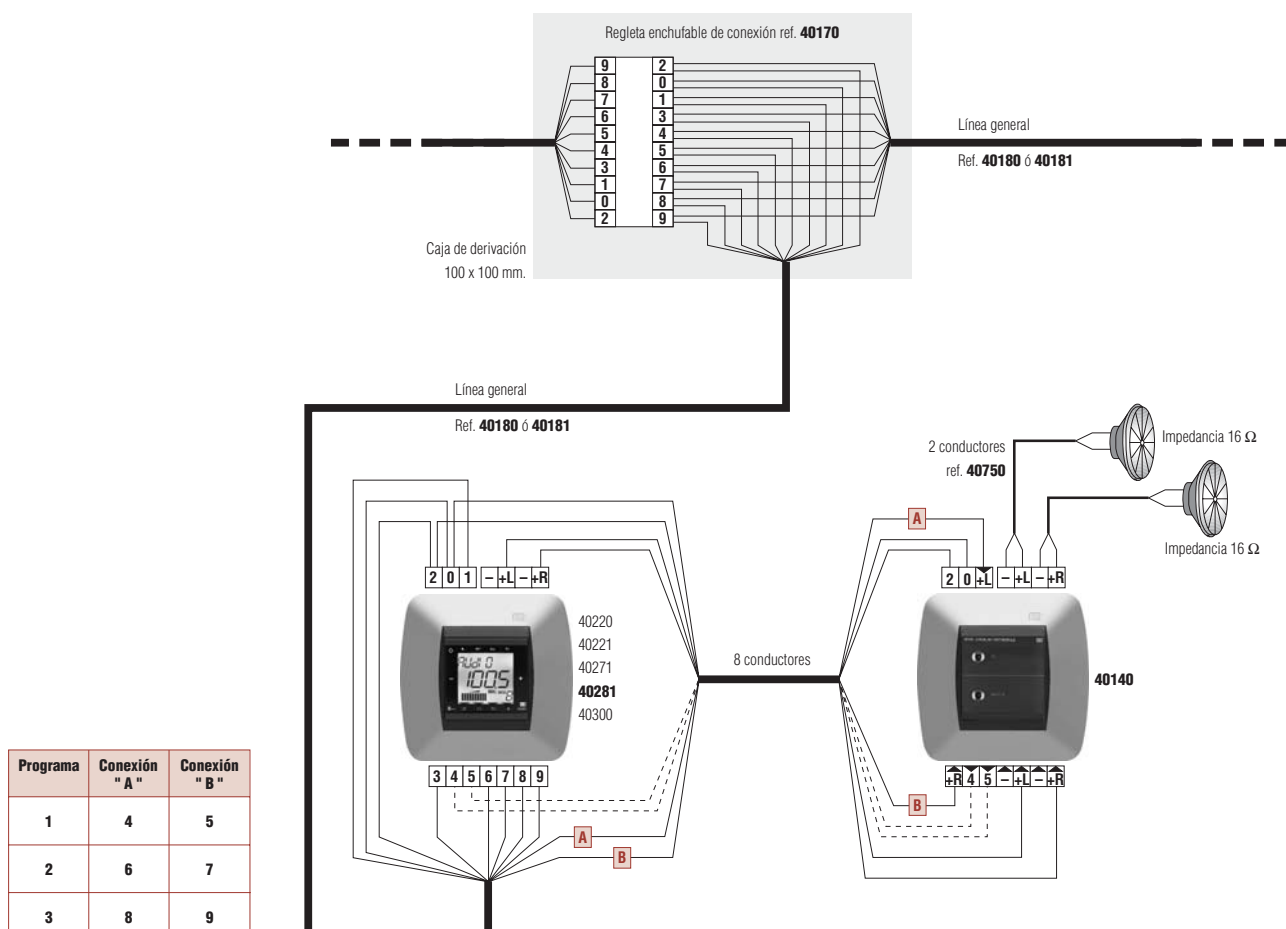 Regleta enchufable de conexión ref. 40170
9 2
8 0
7 1
6 3
5 4
4 5
3 6
1 7
0 8
2 9
Línea general
Ref. 40180 ó 40181
Caja de derivación
100 x 100 mm.
Línea general
Ref. 40180 ó 40181
2 conductores
ref. 40750
Impedancia 16 Ω
Impedancia 16 Ω
A
2 0 1 – +L – +R
2 0 +L – +L – +R
40220
40221
40271
40281
40300
AUdi O
100.5
8 conductores
40140
3 4 5 6 7 8 9
+R 4 5 – +L – +R
A
B
B
Programa Conexión "A" Conexión "B"
1 4 5
2 6 7
3 8 9